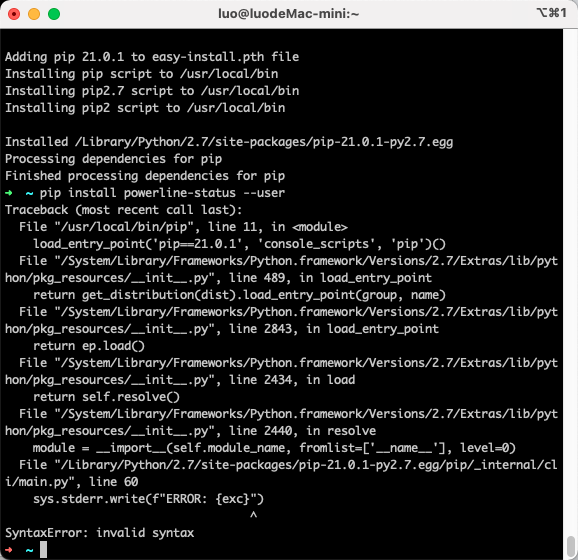 luo@luodeMac-mini:~
⌥⌘1
Adding pip 21.0.1 to easy-install.pth file
Installing pip script to /usr/local/bin
Installing pip2.7 script to /usr/local/bin
Installing pip2 script to /usr/local/bin
Installed /Library/Python/2.7/site-packages/pip-21.0.1-py2.7.egg
Processing dependencies for pip
Finished processing dependencies for pip
➜  ~ pip install powerline-status --user
Traceback (most recent call last):
  File "/usr/local/bin/pip", line 11, in <module>
    load_entry_point('pip==21.0.1', 'console_scripts', 'pip')()
  File "/System/Library/Frameworks/Python.framework/Versions/2.7/Extras/lib/pyt
hon/pkg_resources/__init__.py", line 489, in load_entry_point
    return get_distribution(dist).load_entry_point(group, name)
  File "/System/Library/Frameworks/Python.framework/Versions/2.7/Extras/lib/pyt
hon/pkg_resources/__init__.py", line 2843, in load_entry_point
    return ep.load()
  File "/System/Library/Frameworks/Python.framework/Versions/2.7/Extras/lib/pyt
hon/pkg_resources/__init__.py", line 2434, in load
    return self.resolve()
  File "/System/Library/Frameworks/Python.framework/Versions/2.7/Extras/lib/pyt
hon/pkg_resources/__init__.py", line 2440, in resolve
    module = __import__(self.module_name, fromlist=['__name__'], level=0)
  File "/Library/Python/2.7/site-packages/pip-21.0.1-py2.7.egg/pip/_internal/cl
i/main.py", line 60
    sys.stderr.write(f"ERROR: {exc}")
                                   ^
SyntaxError: invalid syntax
➜  ~